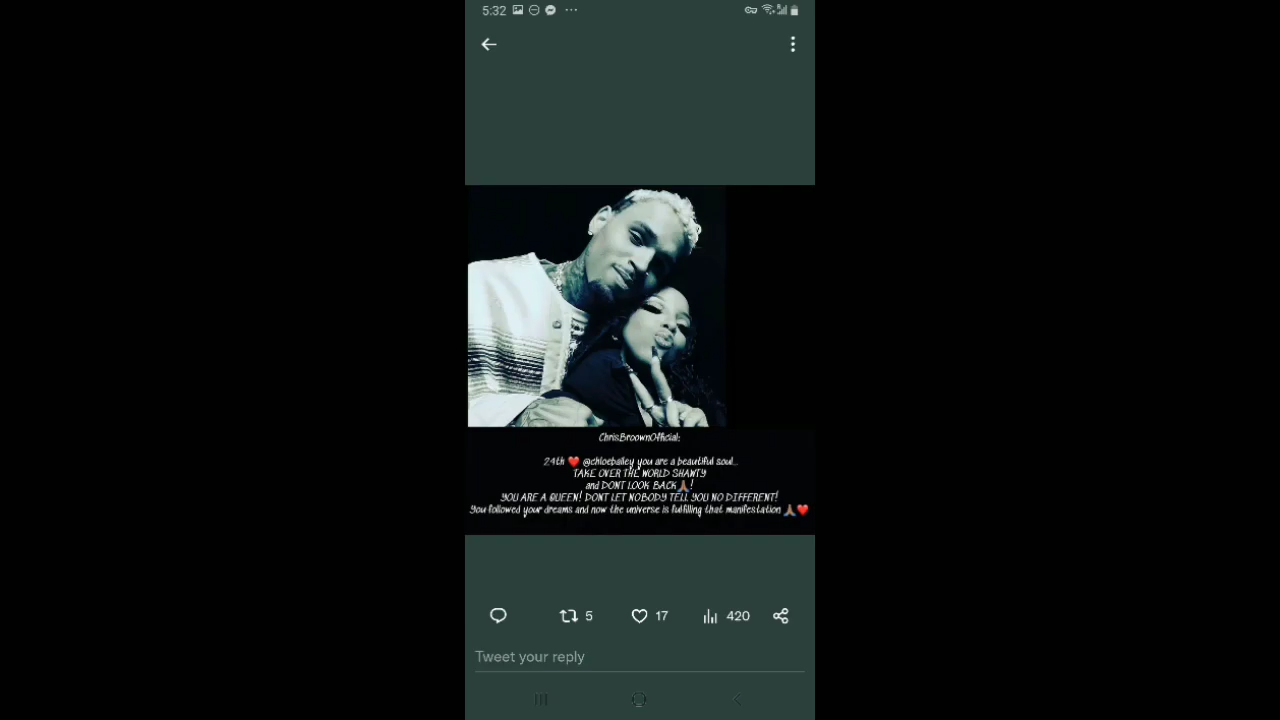 5:32
ChrisBroownOfficial:
24th ❤️ @chloebailey you are a beautiful soul...
TAKE OVER THE WORLD SHAWTY
and DONT LOOK BACK🙏🏽!
YOU ARE A QUEEN! DONT LET NOBODY TELL YOU NO DIFFERENT!
You followed your dreams and now the universe is fulfilling that manifestation 🙏🏽❤️
5 17 420
Tweet your reply